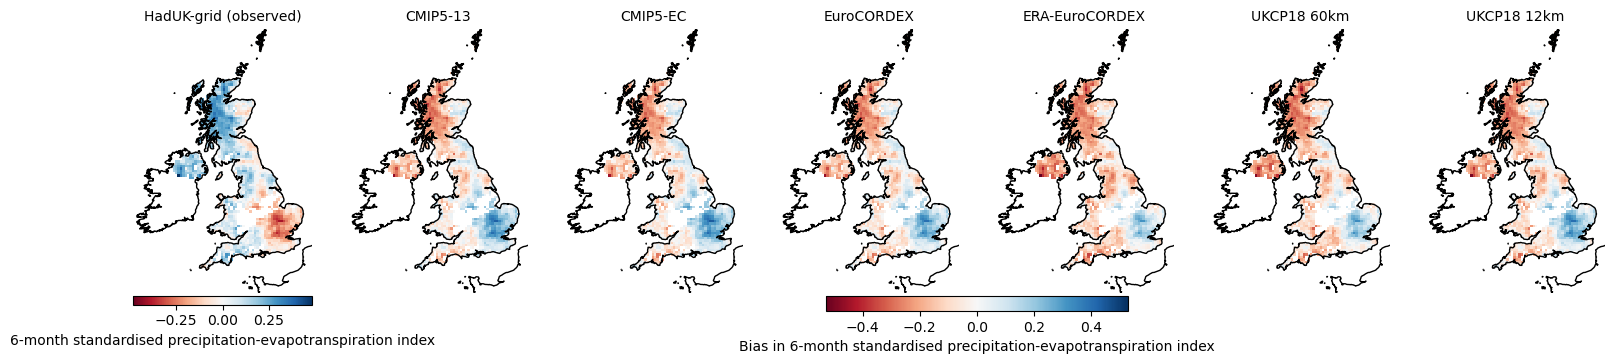 HadUK-grid (observed) CMIP5-13 CMIP5-EC EuroCORDEX ERA-EuroCORDEX UKCP18 60km UKCP18 12km
−0.25 0.00 0.25
6-month standardised precipitation-evapotranspiration index
−0.4 −0.2 0.0 0.2 0.4
Bias in 6-month standardised precipitation-evapotranspiration index